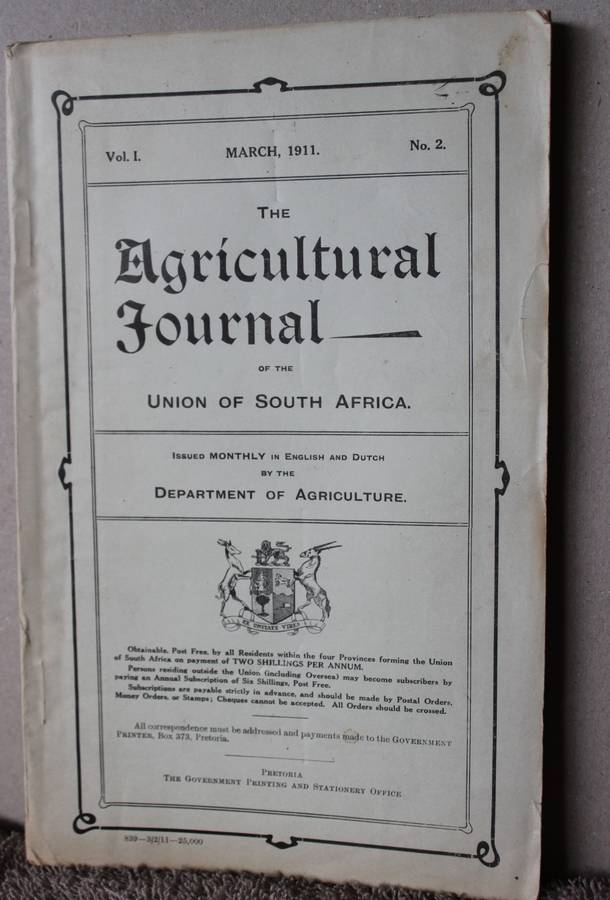 Vol. I. MARCH, 1911. No. 2.
THE
Agricultural
Journal
OF THE
UNION OF SOUTH AFRICA.
ISSUED MONTHLY IN ENGLISH AND DUTCH
BY THE
DEPARTMENT OF AGRICULTURE.
EX UNITATE VIRES
Obtainable, Post Free, by all Residents within the four Provinces forming the Union
of South Africa on payment of TWO SHILLINGS PER ANNUM.
Persons residing outside the Union (including Oversea) may become subscribers by
paying an Annual Subscription of Six Shillings, Post Free.
Subscriptions are payable strictly in advance, and should be made by Postal Orders,
Money Orders, or Stamps; Cheques cannot be accepted. All Orders should be crossed.
All correspondence must be addressed and payments made to the GOVERNMENT
PRINTER, Box 373, Pretoria.
PRETORIA
THE GOVERNMENT PRINTING AND STATIONERY OFFICE
839—3/2/11—25,000